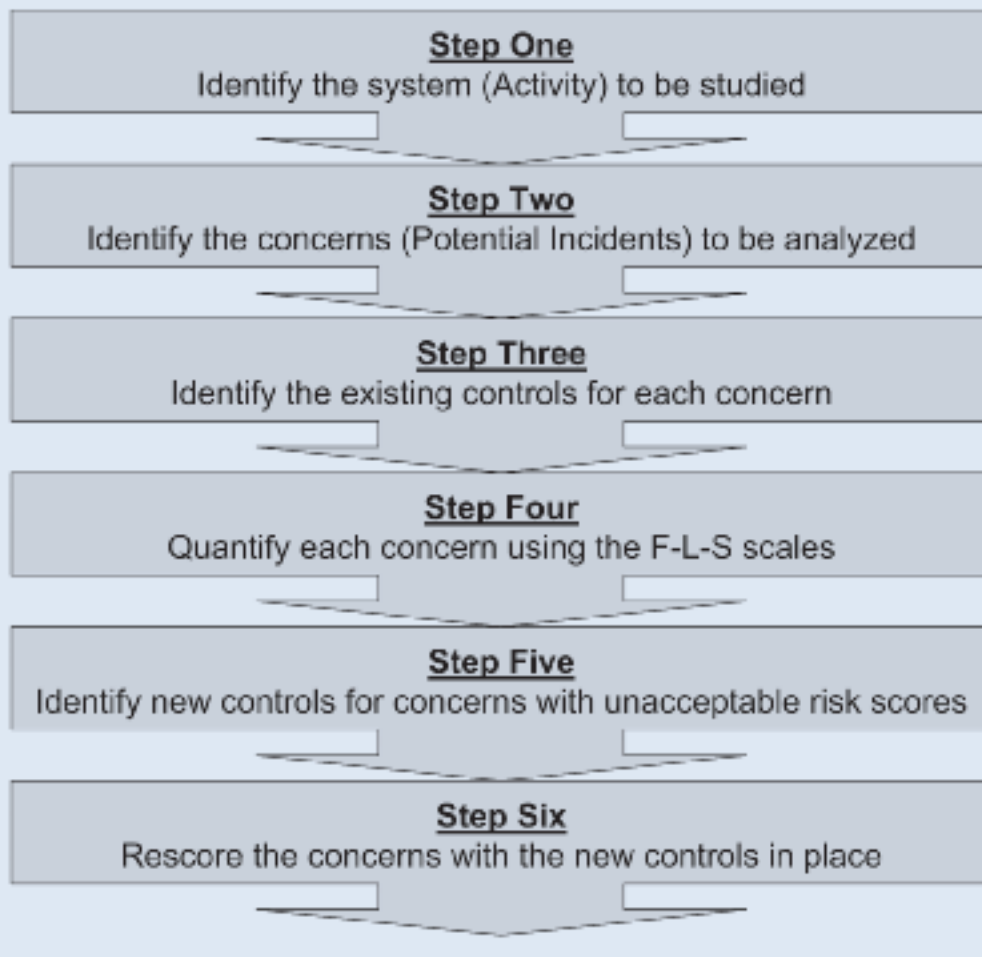 Step One
Identify the system (Activity) to be studied
Step Two
Identify the concerns (Potential Incidents) to be analyzed
Step Three
Identify the existing controls for each concern
Step Four
Quantify each concern using the F-L-S scales
Step Five
Identify new controls for concerns with unacceptable risk scores
Step Six
Rescore the concerns with the new controls in place